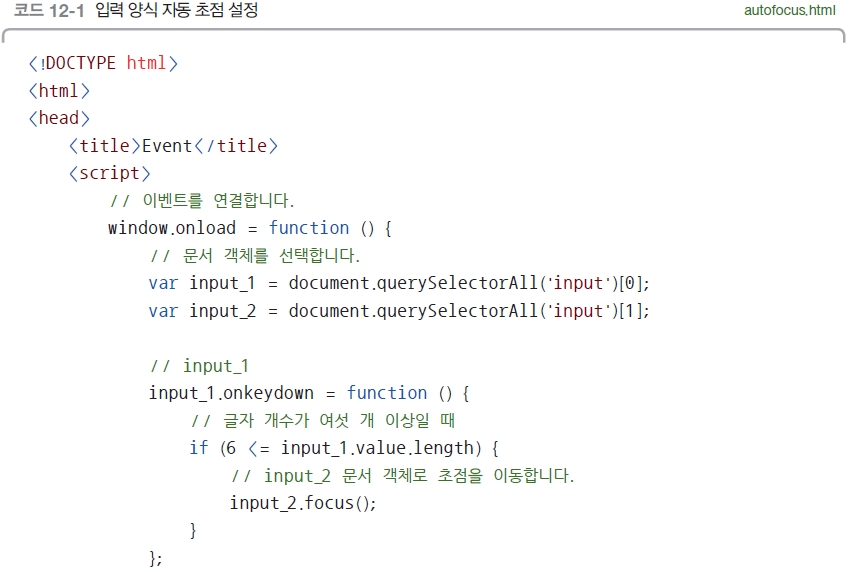 코드 12-1 입력 양식 자동 초점 설정 autofocus.html
<!DOCTYPE html>
<html>
<head>
    <title>Event</title>
    <script>
        // 이벤트를 연결합니다.
        window.onload = function () {
            // 문서 객체를 선택합니다.
            var input_1 = document.querySelectorAll('input')[0];
            var input_2 = document.querySelectorAll('input')[1];

            // input_1
            input_1.onkeydown = function () {
                // 글자 개수가 여섯 개 이상일 때
                if (6 <= input_1.value.length) {
                    // input_2 문서 객체로 초점을 이동합니다.
                    input_2.focus();
                }
            };